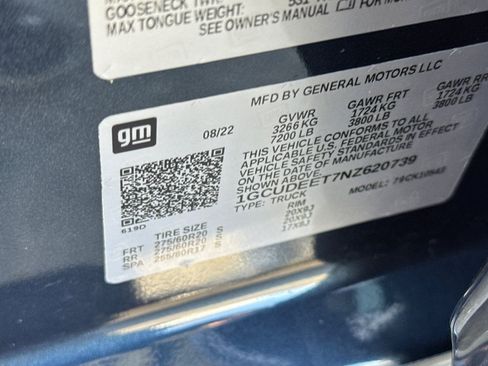 GOOSENECK
MAX TONGUE WEIGHT:
SEE OWNER'S MANUAL
MFD BY GENERAL MOTORS LLC
gm
08/22
GVWR GAWR FRT GAWR RR
3266 KG 1724 KG 1724 KG
7200 LB 3800 LB 3800 LB
THIS VEHICLE CONFORMS TO ALL
APPLICABLE U.S. FEDERAL MOTOR
VEHICLE SAFETY STANDARDS IN EFFECT
ON THE DATE OF MANUFACTURE SHOWN ABOVE
1GCUDEET7NZ620739
TYPE: TRUCK MODEL:
619D
TIRE SIZE RIM
FRT 275/60R20 S 20X9J
RR 275/60R20 S 20X9J
SPA 255/80R17 S 17X8J